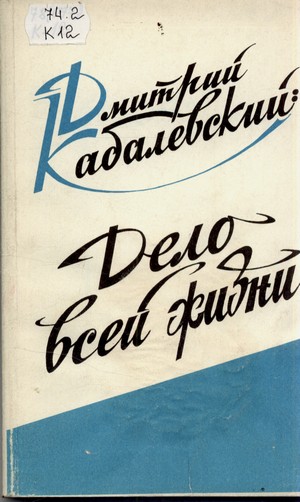 74.2
К12
Дмитрий
Кабалевский:
Дело
всей жизни